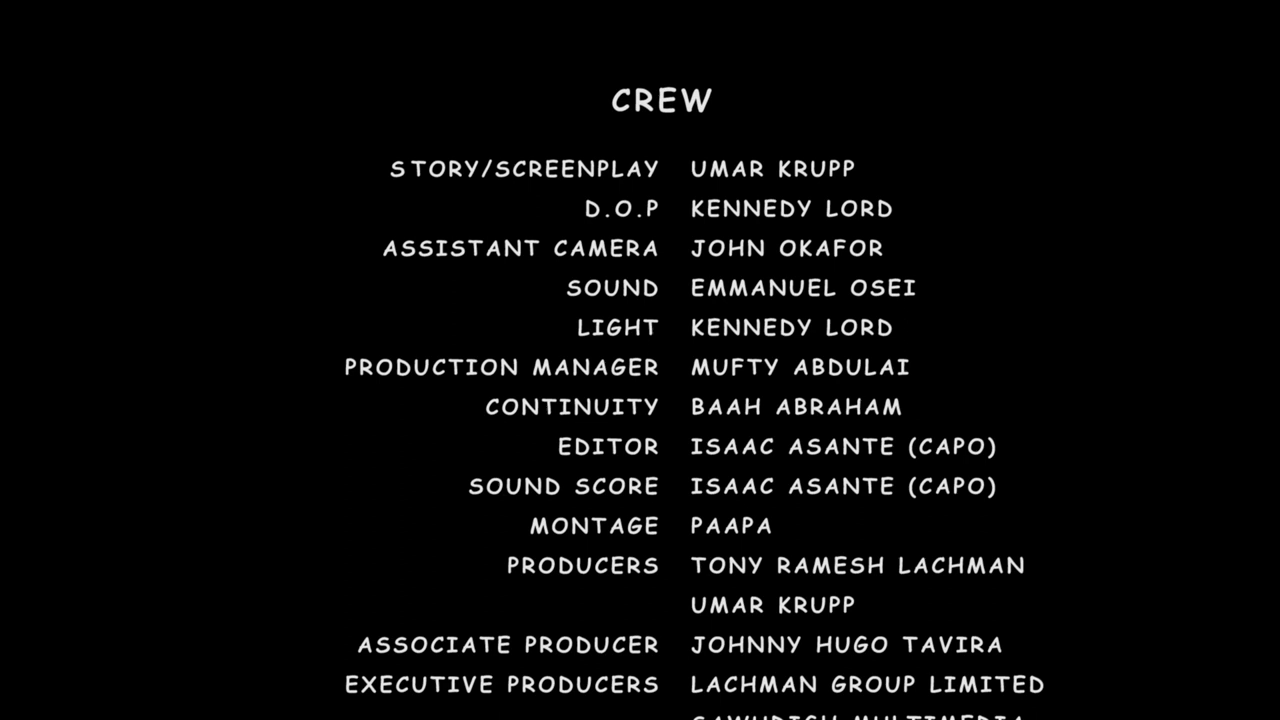 CREW
STORY/SCREENPLAY UMAR KRUPP
D.O.P KENNEDY LORD
ASSISTANT CAMERA JOHN OKAFOR
SOUND EMMANUEL OSEI
LIGHT KENNEDY LORD
PRODUCTION MANAGER MUFTY ABDULAI
CONTINUITY BAAH ABRAHAM
EDITOR ISAAC ASANTE (CAPO)
SOUND SCORE ISAAC ASANTE (CAPO)
MONTAGE PAAPA
PRODUCERS TONY RAMESH LACHMAN
UMAR KRUPP
ASSOCIATE PRODUCER JOHNNY HUGO TAVIRA
EXECUTIVE PRODUCERS LACHMAN GROUP LIMITED
MULTIMEDIA